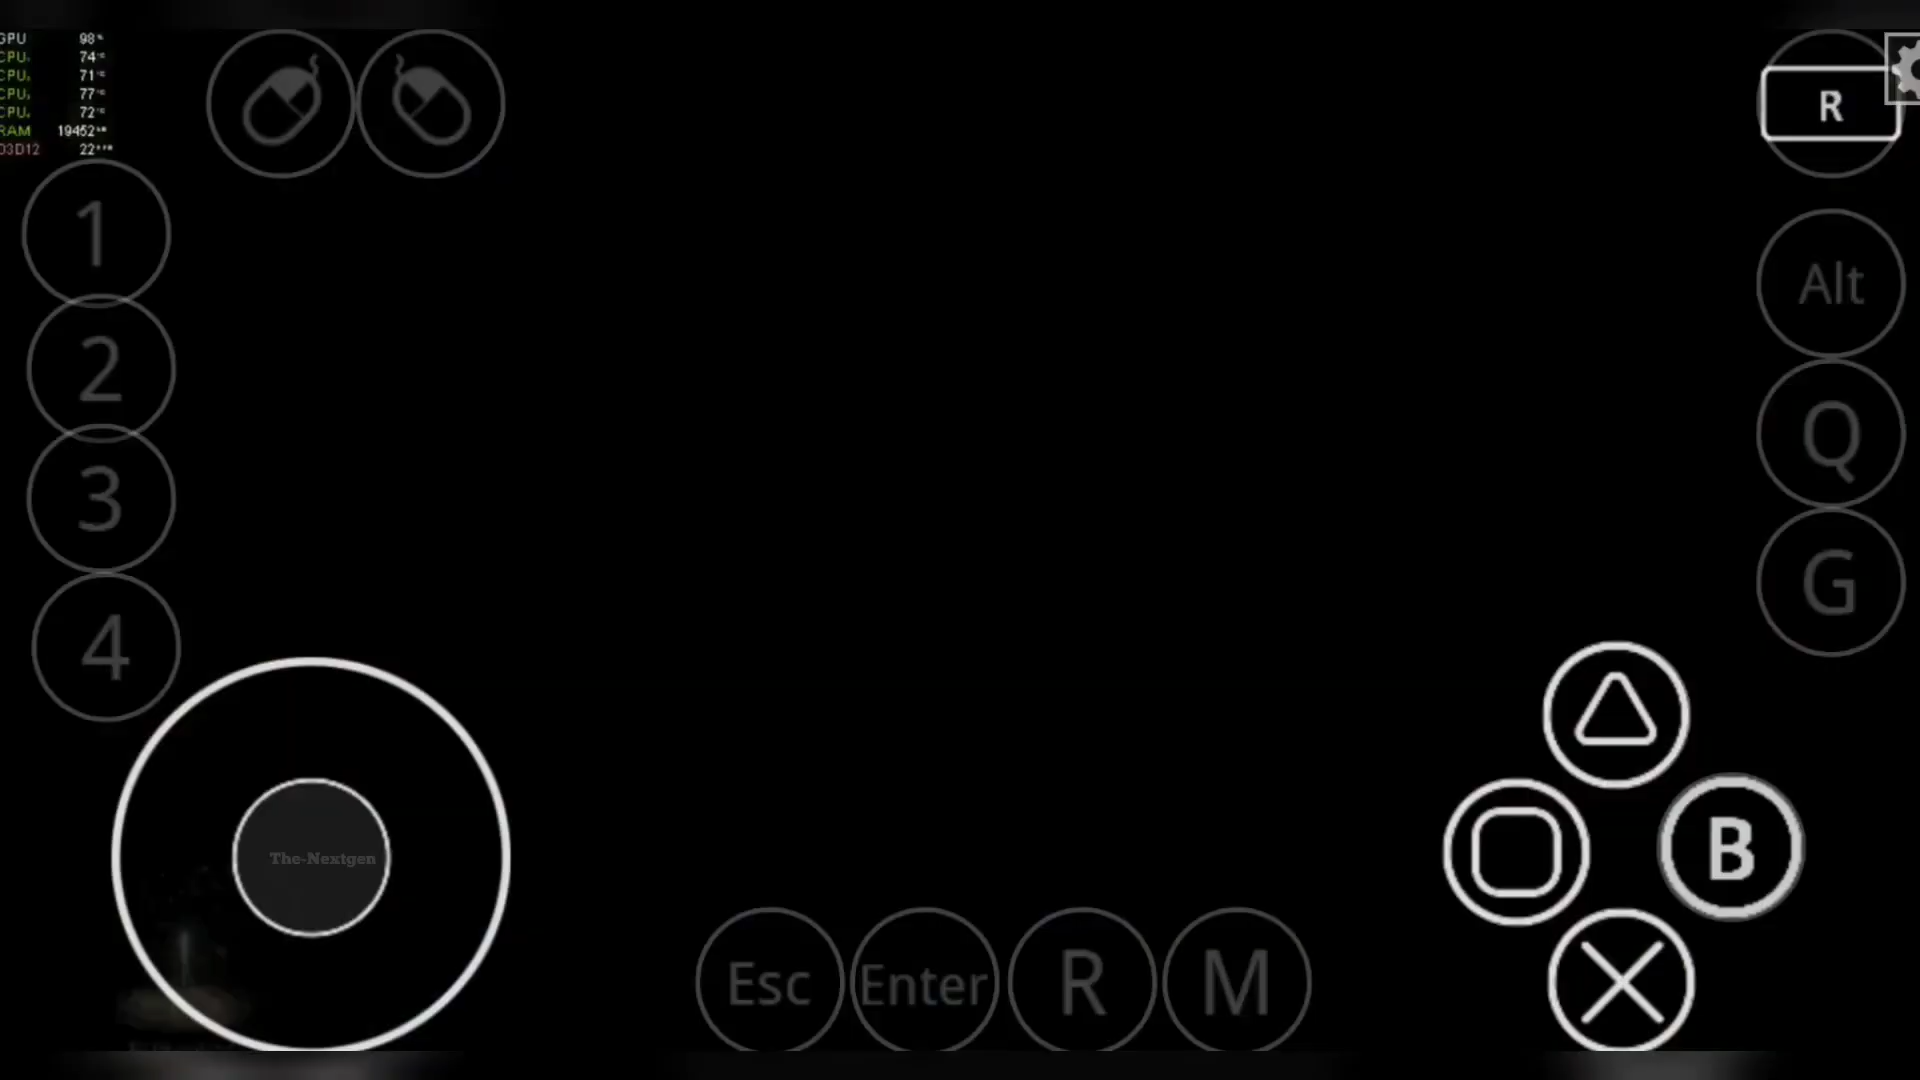 GPU 98
CPU 74
CPU 71
CPU 77
CPU 72
RAM 19452
D3D12 22
R
1
Alt
2
Q
3
G
4
The-Nextgen
B
Esc
Enter
R
M